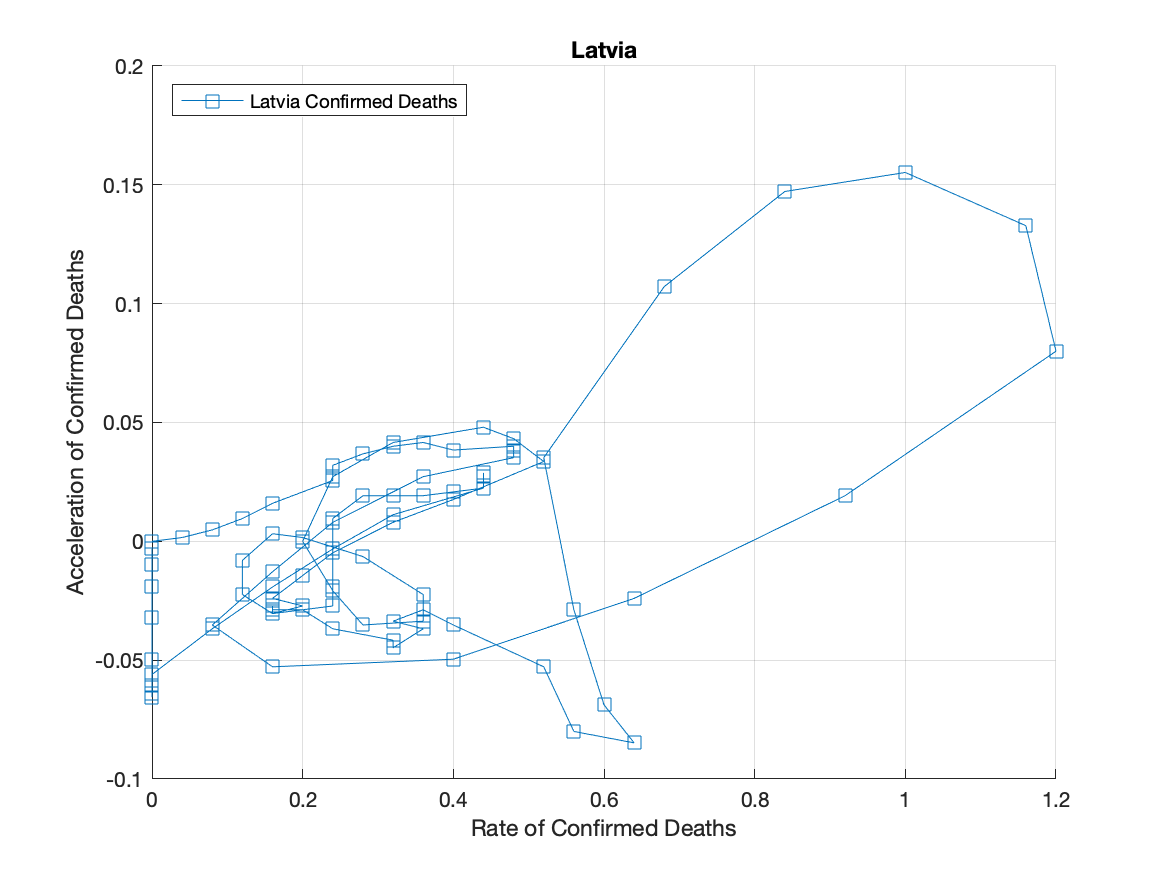 Latvia
Latvia Confirmed Deaths
Acceleration of Confirmed Deaths
0.2
0.15
0.1
0.05
0
-0.05
-0.1
0 0.2 0.4 0.6 0.8 1 1.2
Rate of Confirmed Deaths